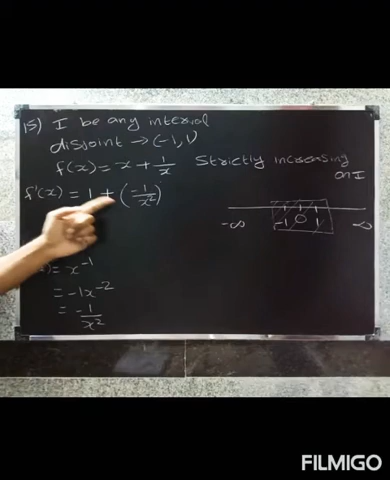 15) I be any interval
disjoint → (-1, 1)
f(x) = x + 1/x Strictly increasing
on I
f'(x) = 1 + (-1/x²)
-∞ -1 0 1 ∞
= x⁻¹
= -1x⁻²
= -1/x²
FILMIGO